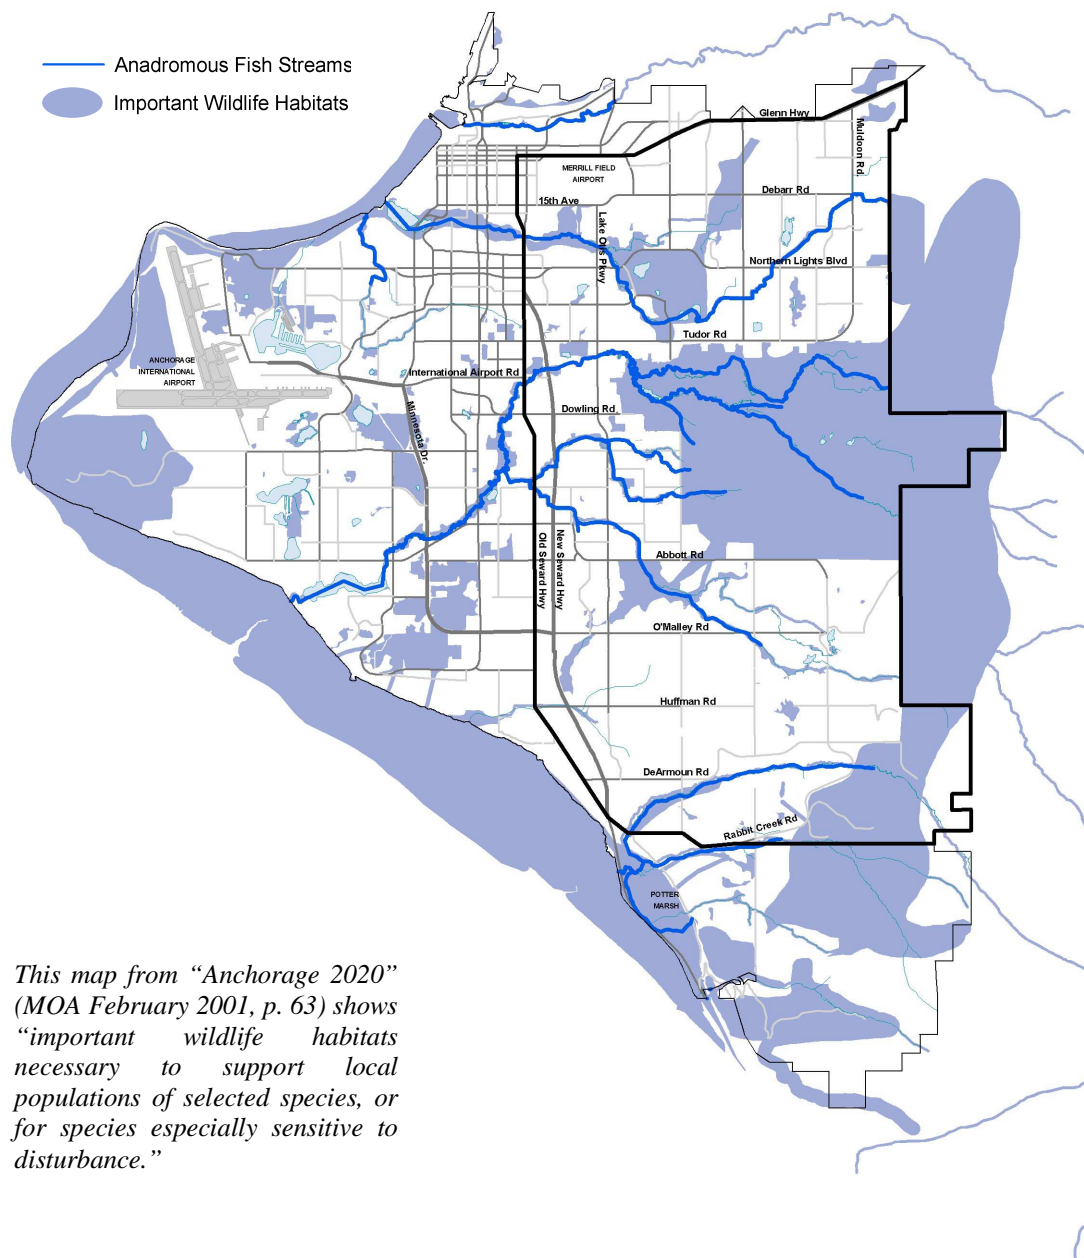 Anadromous Fish Streams
Important Wildlife Habitats
Glenn Hwy
Muldoon Rd.
MERRILL FIELD
AIRPORT
Debarr Rd
15th Ave
Lake Otis Pkwy
Northern Lights Blvd
Tudor Rd
ANCHORAGE
INTERNATIONAL
AIRPORT
International Airport Rd
Minnesota Dr.
Dowling Rd
Old Seward Hwy
New Seward Hwy
Abbott Rd
O'Malley Rd
Huffman Rd
DeArmoun Rd
Rabbit Creek Rd
POTTER
MARSH
This map from “Anchorage 2020”
(MOA February 2001, p. 63) shows
“important wildlife habitats
necessary to support local
populations of selected species, or
for species especially sensitive to
disturbance.”